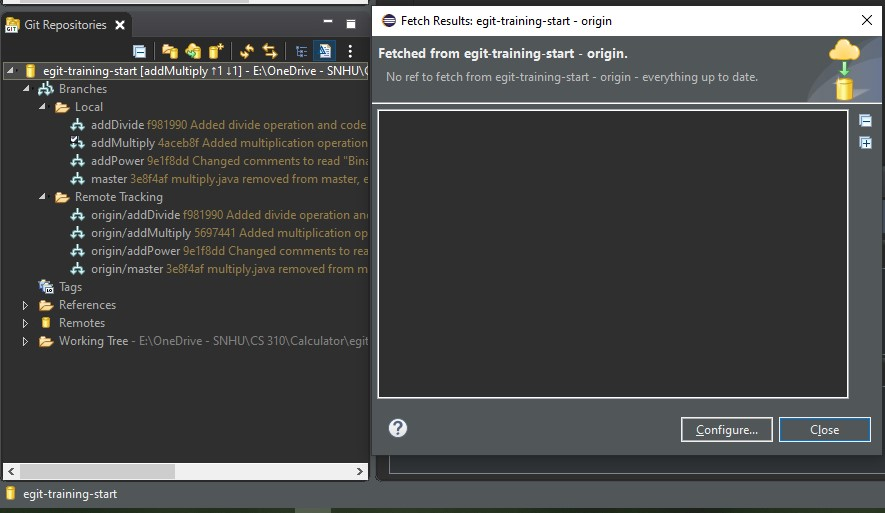 Git Repositories
egit-training-start [addMultiply ↑1 ↓1] - E:\OneDrive - SNHU\C
Branches
Local
addDivide f981990 Added divide operation and code
addMultiply 4aceb8f Added multiplication operation
addPower 9e1f8dd Changed comments to read "Bina
master 3e8f4af multiply.java removed from master, e
Remote Tracking
origin/addDivide f981990 Added divide operation an
origin/addMultiply 5697441 Added multiplication op
origin/addPower 9e1f8dd Changed comments to rea
origin/master 3e8f4af multiply.java removed from m
Tags
References
Remotes
Working Tree - E:\OneDrive - SNHU\CS 310\Calculator\egit
egit-training-start
Fetch Results: egit-training-start - origin
Fetched from egit-training-start - origin.
No ref to fetch from egit-training-start - origin - everything up to date.
Configure...
Close